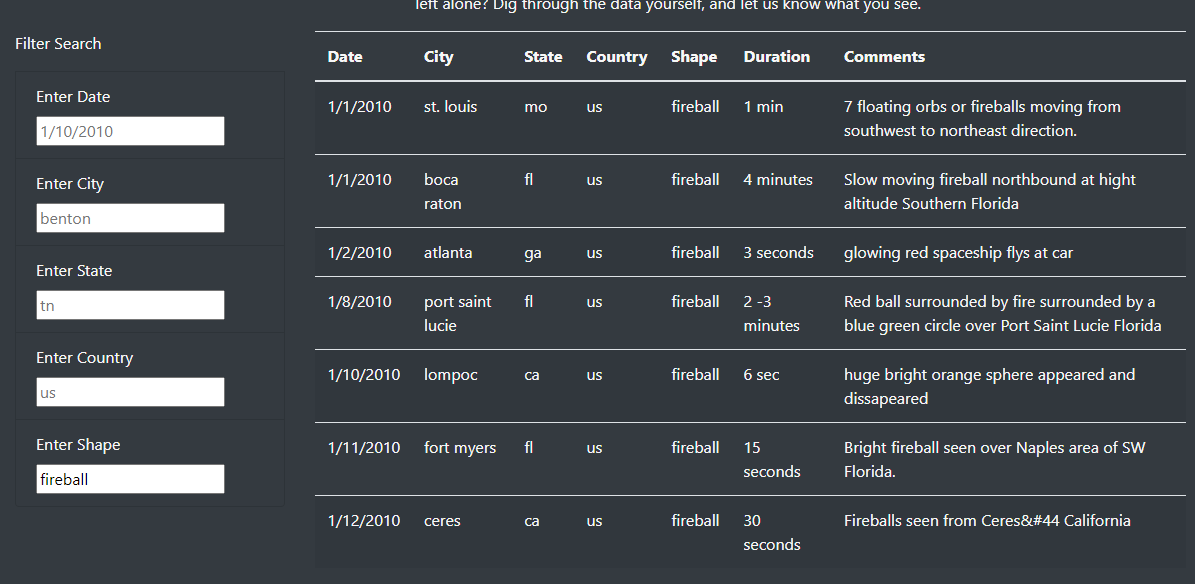 left alone? Dig through the data yourself, and let us know what you see.
Filter Search
Enter Date
1/10/2010
Enter City
benton
Enter State
tn
Enter Country
us
Enter Shape
fireball
Date City State Country Shape Duration Comments
1/1/2010 st. louis mo us fireball 1 min 7 floating orbs or fireballs moving from
southwest to northeast direction.
1/1/2010 boca fl us fireball 4 minutes Slow moving fireball northbound at hight
raton altitude Southern Florida
1/2/2010 atlanta ga us fireball 3 seconds glowing red spaceship flys at car
1/8/2010 port saint fl us fireball 2 -3 Red ball surrounded by fire surrounded by a
lucie minutes blue green circle over Port Saint Lucie Florida
1/10/2010 lompoc ca us fireball 6 sec huge bright orange sphere appeared and
dissapeared
1/11/2010 fort myers fl us fireball 15 Bright fireball seen over Naples area of SW
seconds Florida.
1/12/2010 ceres ca us fireball 30 Fireballs seen from Ceres&#44 California
seconds